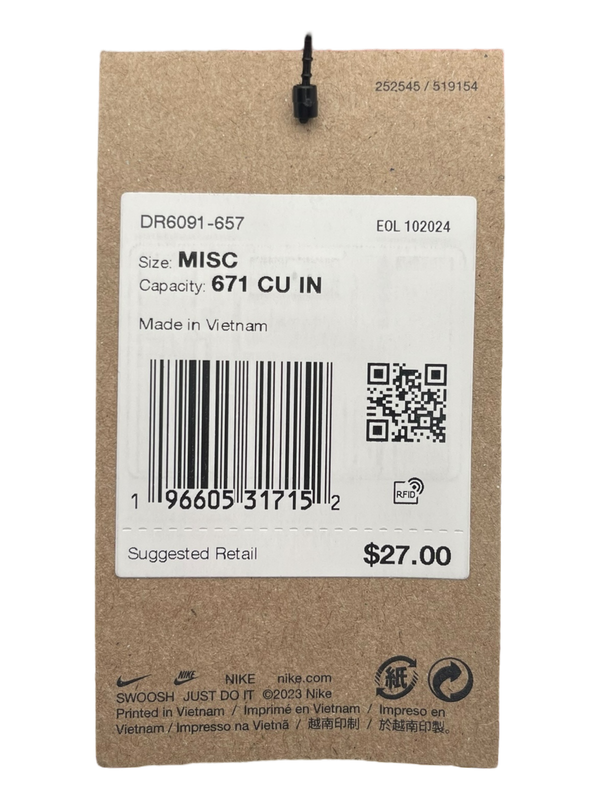 252545 / 519154
DR6091-657
EOL 102024
Size: MISC
Capacity: 671 CU IN
Made in Vietnam
1 96605 31715 2
RFID
Suggested Retail
$27.00
NIKE NIKE nike.com
SWOOSH JUST DO IT ©2023 Nike
Printed in Vietnam / Imprimé en Vietnam / Impreso en
Vietnam / Impresso na Vietnã / 越南印制 / 於越南印製。
紙